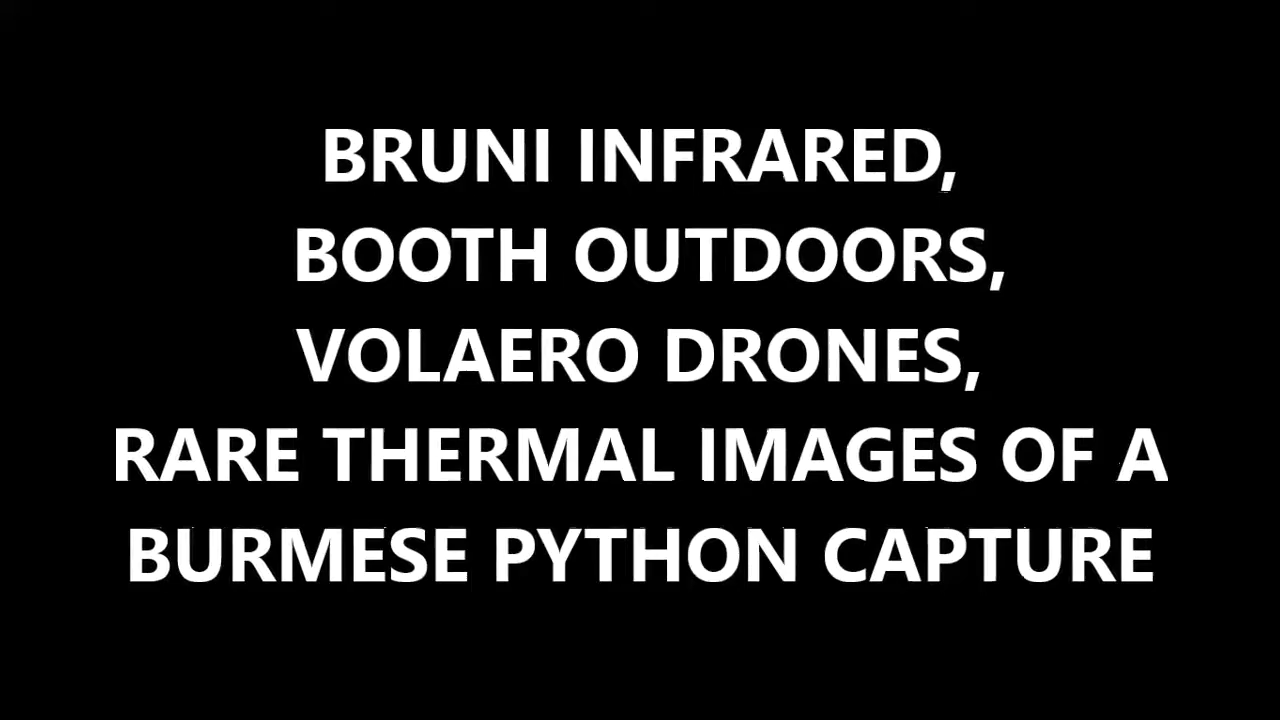 BRUNI INFRARED,
BOOTH OUTDOORS,
VOLAERO DRONES,
RARE THERMAL IMAGES OF A
BURMESE PYTHON CAPTURE